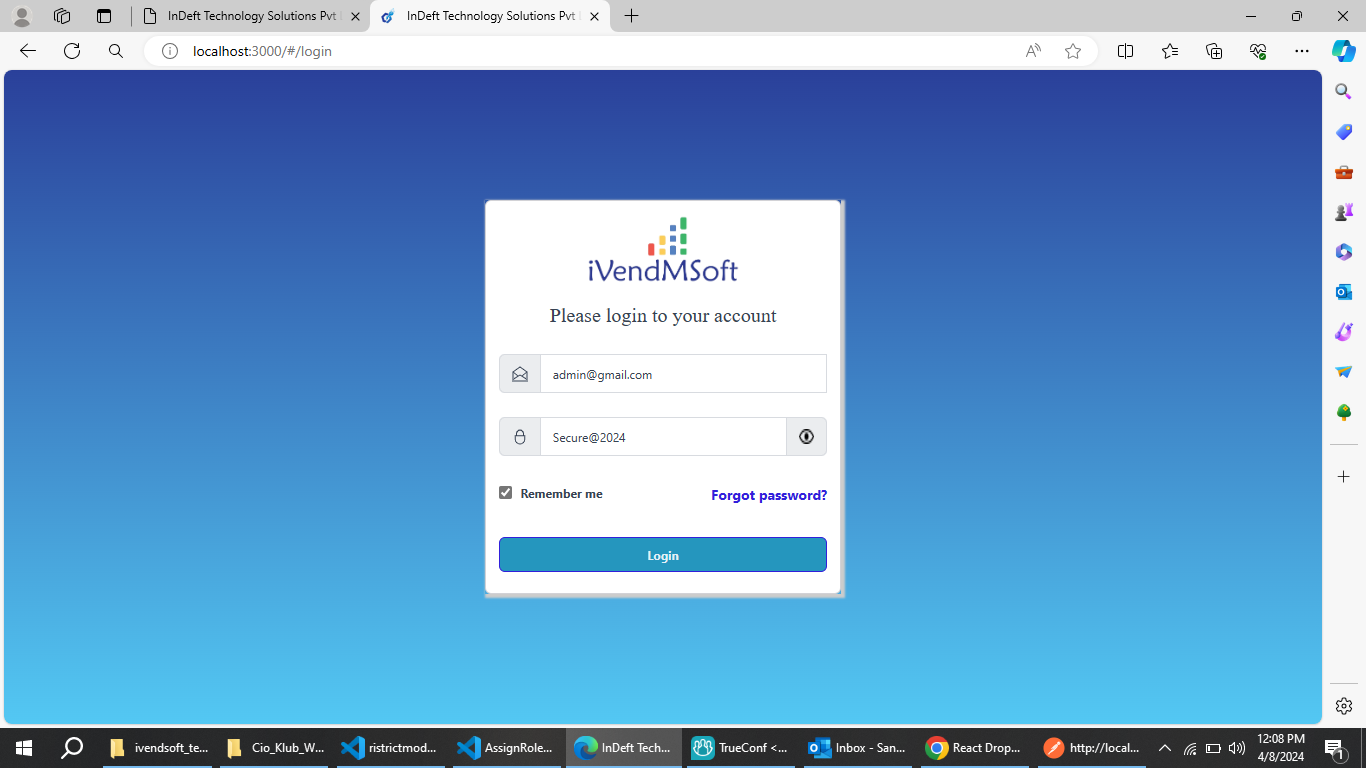 InDeft Technology Solutions Pvt
InDeft Technology Solutions Pvt
localhost:3000/#/login
iVendMSoft
Please login to your account
admin@gmail.com
Secure@2024
Remember me
Forgot password?
Login
ivendsoft_te...
Cio_Klub_W...
ristrictmod...
AssignRole...
InDeft Tech...
TrueConf <...
Inbox - San...
React Drop...
http://local...
12:08 PM
4/8/2024
1